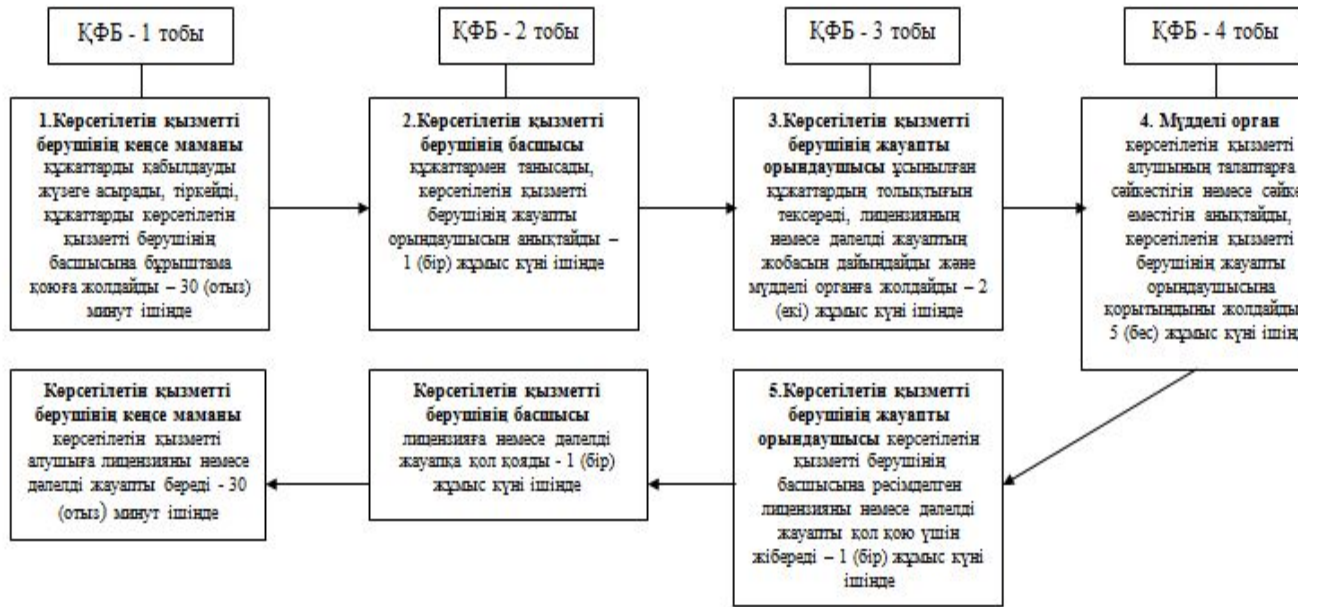 ҚФБ - 1 тобы
ҚФБ - 2 тобы
ҚФБ - 3 тобы
ҚФБ - 4 тобы
1.Көрсетілетін қызметті
берушінің кеңсе маманы
құжаттарды қабылдауды
жүзеге асырады, тіркейді,
құжаттарды көрсетілетін
қызметті берушінің
басшысына бұрыштама
қоюға жолдайды – 30 (отыз)
минут ішінде
2.Көрсетілетін қызметті
берушінің басшысы
құжаттармен танысады,
көрсетілетін қызметті
берушінің жауапты
орындаушысын анықтайды –
1 (бір) жұмыс күні ішінде
3.Көрсетілетін қызметті
берушінің жауапты
орындаушысы ұсынылған
құжаттардың толықтығын
тексереді, лицензияның
немесе дәлелді жауаптың
жобасын дайындайды және
мүдделі органға жолдайды – 2
(екі) жұмыс күні ішінде
4. Мүдделі орган
көрсетілетін қызметті
алушының талаптарға
сәйкестігін немесе сәйке
еместігін анықтайды,
көрсетілетін қызметті
берушінің жауапты
орындаушысына
қорытындыны жолдайды
5 (бес) жұмыс күні ішін
Көрсетілетін қызметті
берушінің кеңсе маманы
көрсетілетін қызметті
алушыға лицензияны немесе
дәлелді жауапты береді - 30
(отыз) минут ішінде
Көрсетілетін қызметті
берушінің басшысы
лицензияға немесе дәлелді
жауапқа қол қояды - 1 (бір)
жұмыс күні ішінде
5.Көрсетілетін қызметті
берушінің жауапты
орындаушысы көрсетілетін
қызметті берушінің
басшысына ресімделген
лицензияны немесе дәлелді
жауапты қол қою үшін
жібереді – 1 (бір) жұмыс күні
ішінде